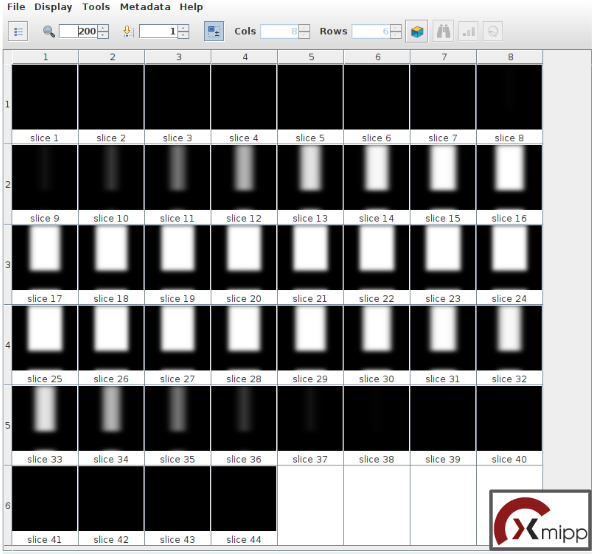 File Display Tools Metadata Help
200 1 Cols 8 Rows 6
1 2 3 4 5 6 7 8
1
slice 1 slice 2 slice 3 slice 4 slice 5 slice 6 slice 7 slice 8
2
slice 9 slice 10 slice 11 slice 12 slice 13 slice 14 slice 15 slice 16
3
slice 17 slice 18 slice 19 slice 20 slice 21 slice 22 slice 23 slice 24
4
slice 25 slice 26 slice 27 slice 28 slice 29 slice 30 slice 31 slice 32
5
slice 33 slice 34 slice 35 slice 36 slice 37 slice 38 slice 39 slice 40
6
slice 41 slice 42 slice 43 slice 44
Xmipp